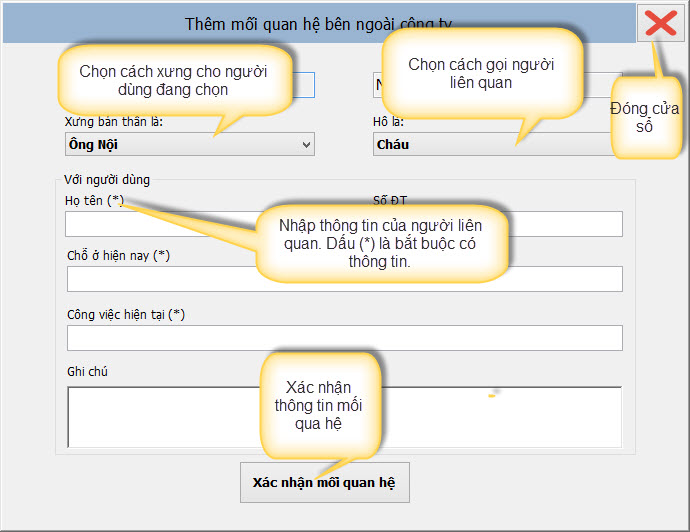 Thêm mối quan hệ bên ngoài công ty
Chọn cách xưng cho người
dùng đang chọn
Chọn cách gọi người
liên quan
Đóng cửa
sổ
Xưng bản thân là:
Hô là:
Ông Nội
Cháu
Với người dùng
Họ tên (*)
Số ĐT
Nhập thông tin của người liên
quan. Dấu (*) là bắt buộc có
thông tin.
Chổ ở hiện nay (*)
Công việc hiện tại (*)
Ghi chú
Xác nhận
thông tin mối
qua hệ
Xác nhận mối quan hệ